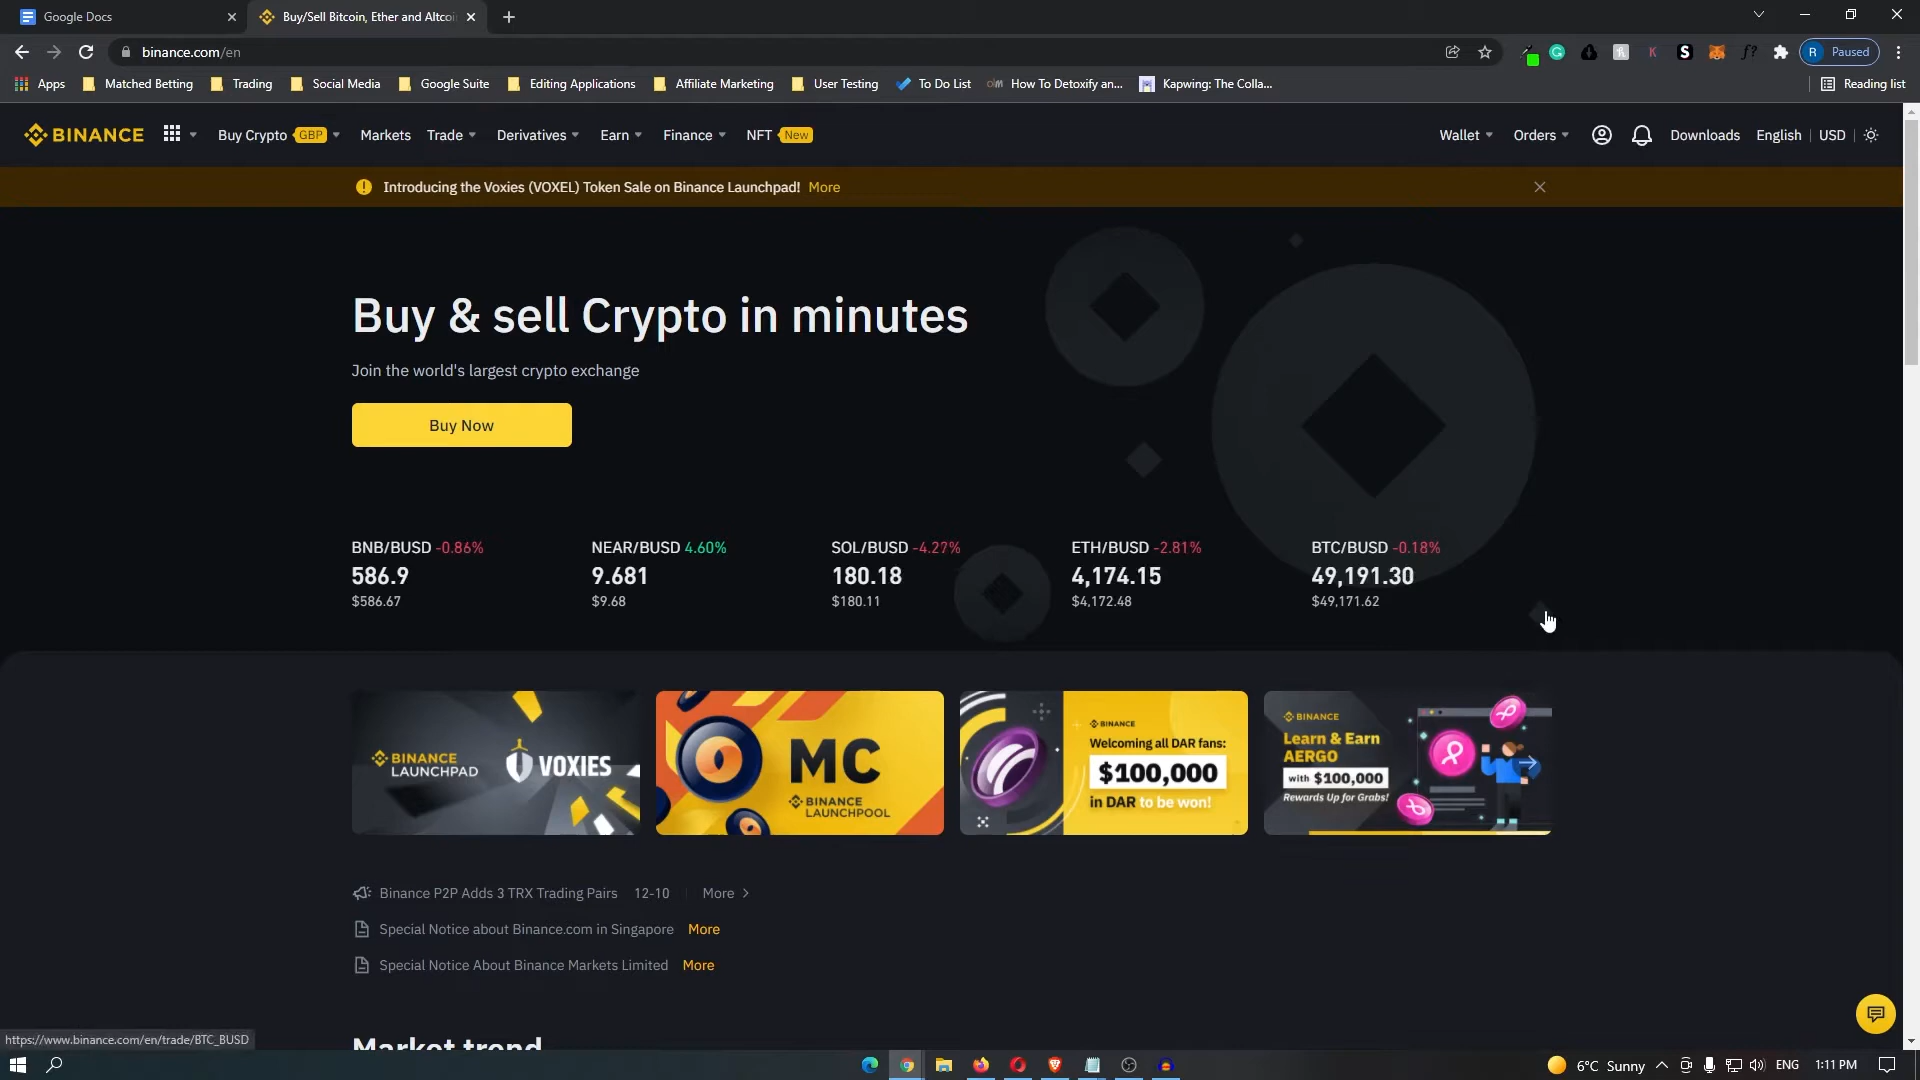 Google Docs
Buy/Sell Bitcoin, Ether and Altcoi
binance.com/en
Paused
Apps
Matched Betting
Trading
Social Media
Google Suite
Editing Applications
Affiliate Marketing
User Testing
To Do List
How To Detoxify an...
Kapwing: The Colla...
Reading list
BINANCE
Buy Crypto GBP
Markets
Trade
Derivatives
Earn
Finance
NFT New
Wallet
Orders
Downloads
English
USD
Introducing the Voxies (VOXEL) Token Sale on Binance Launchpad! More
Buy & sell Crypto in minutes
Join the world's largest crypto exchange
Buy Now
BNB/BUSD -0.86%
586.9
$586.67
NEAR/BUSD 4.60%
9.681
$9.68
SOL/BUSD -4.27%
180.18
$180.11
ETH/BUSD -2.81%
4,174.15
$4,172.48
BTC/BUSD -0.18%
49,191.30
$49,171.62
BINANCE
LAUNCHPAD
VOXIES
MC
BINANCE
LAUNCHPOOL
BINANCE
Welcoming all DAR fans:
$100,000
in DAR to be won!
BINANCE
Learn & Earn
AERGO
with $100,000
Rewards Up for Grabs!
Binance P2P Adds 3 TRX Trading Pairs 12-10 More
Special Notice about Binance.com in Singapore More
Special Notice About Binance Markets Limited More
Market trend
https://www.binance.com/en/trade/BTC_BUSD
6°C Sunny
ENG
1:11 PM